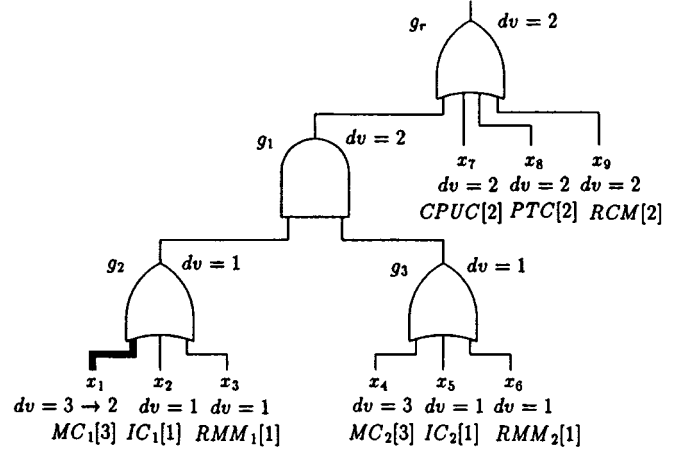 g_r dv = 2
g_1 dv = 2
x_7 x_8 x_9
dv = 2 dv = 2 dv = 2
CPUC[2] PTC[2] RCM[2]
g_2 dv = 1 g_3 dv = 1
x_1 x_2 x_3 x_4 x_5 x_6
dv = 3 → 2 dv = 1 dv = 1 dv = 3 dv = 1 dv = 1
MC_1[3] IC_1[1] RMM_1[1] MC_2[3] IC_2[1] RMM_2[1]